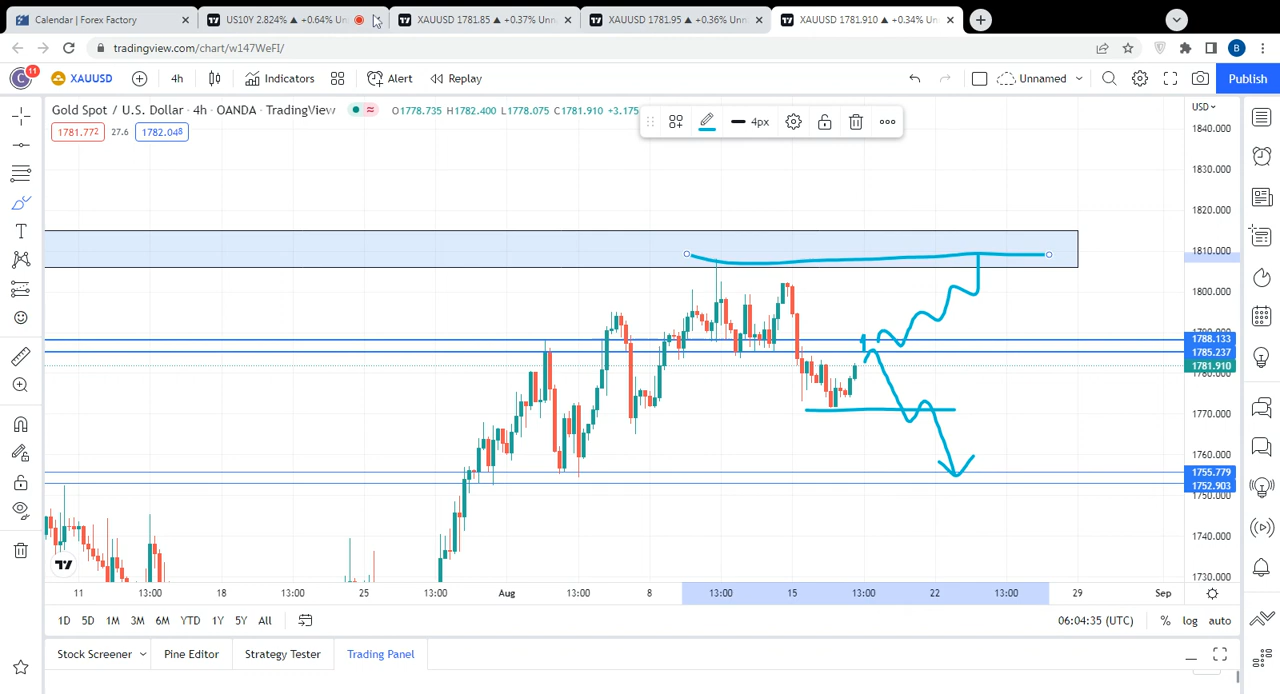 Calendar | Forex Factory
US10Y 2.824% ▲ +0.64% Un
XAUUSD 1781.85 ▲ +0.37% Unn
XAUUSD 1781.95 ▲ +0.36% Unn
XAUUSD 1781.910 ▲ +0.34% Unn
tradingview.com/chart/w147WeFI/
B
C 11 XAUUSD 4h Indicators Alert Replay Unnamed Publish
Gold Spot / U.S. Dollar · 4h · OANDA · TradingView O1778.735 H1782.400 L1778.075 C1781.910 +3.175
1781.772 27.6 1782.048
4px
USD
1840.000
1830.000
1820.000
1810.000
1800.000
1790.000
1788.133
1785.237
1781.910
1780.000
1770.000
1760.000
1755.779
1752.903
1750.000
1740.000
1730.000
11 13:00 18 13:00 25 13:00 Aug 13:00 8 13:00 15 13:00 22 13:00 29 Sep
1D 5D 1M 3M 6M YTD 1Y 5Y All 06:04:35 (UTC) % log auto
Stock Screener Pine Editor Strategy Tester Trading Panel